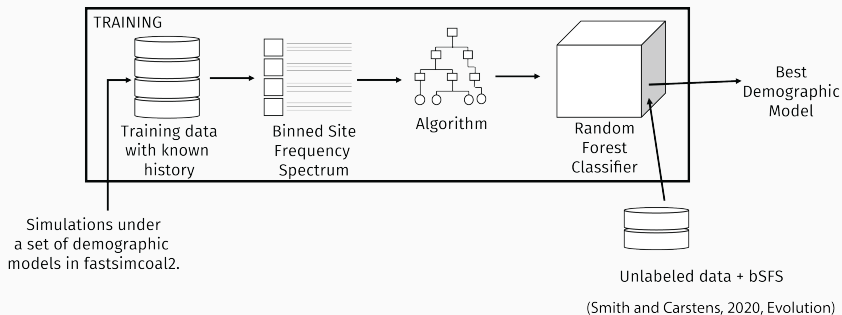 TRAINING
Training data
with known
history
Binned Site
Frequency
Spectrum
Algorithm
Random
Forest
Classifier
Best
Demographic
Model
Simulations under
a set of demographic
models in fastsimcoal2.
Unlabeled data + bSFS
(Smith and Carstens, 2020, Evolution)